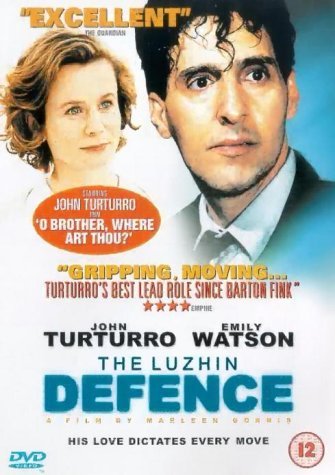 "EXCELLENT"
THE GUARDIAN
STARRING
JOHN TURTURRO
FROM
'O BROTHER, WHERE
ART THOU?'
"GRIPPING, MOVING...
TURTURRO'S BEST LEAD ROLE SINCE BARTON FINK"
★★★★ EMPIRE
JOHN EMILY
TURTURRO WATSON
THE LUZHIN
DEFENCE
A FILM BY MARLEEN GORRIS
HIS LOVE DICTATES EVERY MOVE
DVD
VIDEO
12